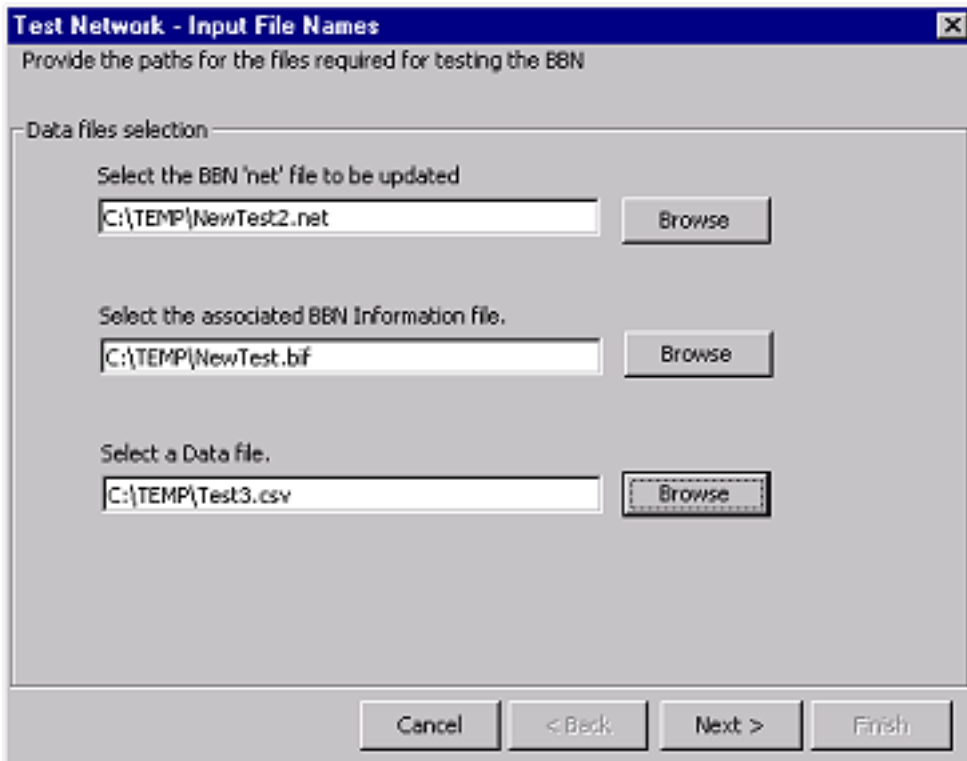 Test Network - Input File Names
Provide the paths for the files required for testing the BBN
Data files selection
Select the BBN 'net' file to be updated
C:\TEMP\NewTest2.net
Browse
Select the associated BBN Information file.
C:\TEMP\NewTest.bif
Browse
Select a Data file.
C:\TEMP\Test3.csv
Browse
Cancel
< Back
Next >
Finish